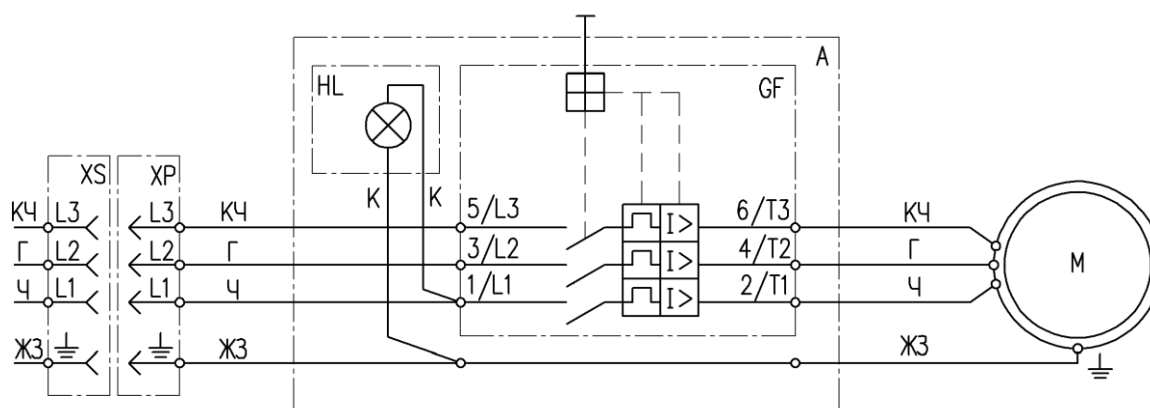 A
HL
GF
XS XP
К К
КЧ L3 L3 КЧ 5/L3 I> 6/T3 КЧ
Г L2 L2 Г 3/L2 I> 4/T2 Г M
Ч L1 L1 Ч 1/L1 I> 2/T1 Ч
ЖЗ ЖЗ ЖЗ